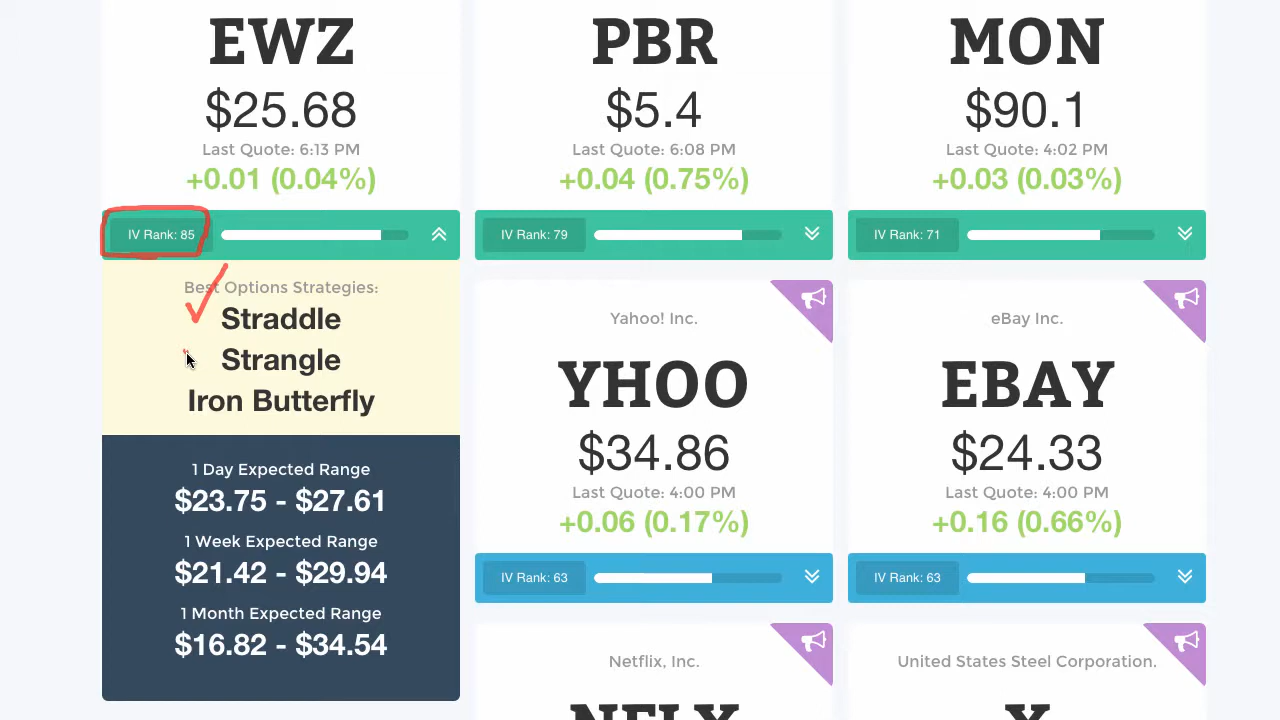 EWZ
$25.68
Last Quote: 6:13 PM
+0.01 (0.04%)
IV Rank: 85
Best Options Strategies:
Straddle
Strangle
Iron Butterfly
1 Day Expected Range
$23.75 - $27.61
1 Week Expected Range
$21.42 - $29.94
1 Month Expected Range
$16.82 - $34.54
PBR
$5.4
Last Quote: 6:08 PM
+0.04 (0.75%)
IV Rank: 79
Yahoo! Inc.
YHOO
$34.86
Last Quote: 4:00 PM
+0.06 (0.17%)
IV Rank: 63
Netflix, Inc.
NFLX
MON
$90.1
Last Quote: 4:02 PM
+0.03 (0.03%)
IV Rank: 71
eBay Inc.
EBAY
$24.33
Last Quote: 4:00 PM
+0.16 (0.66%)
IV Rank: 63
United States Steel Corporation.
X